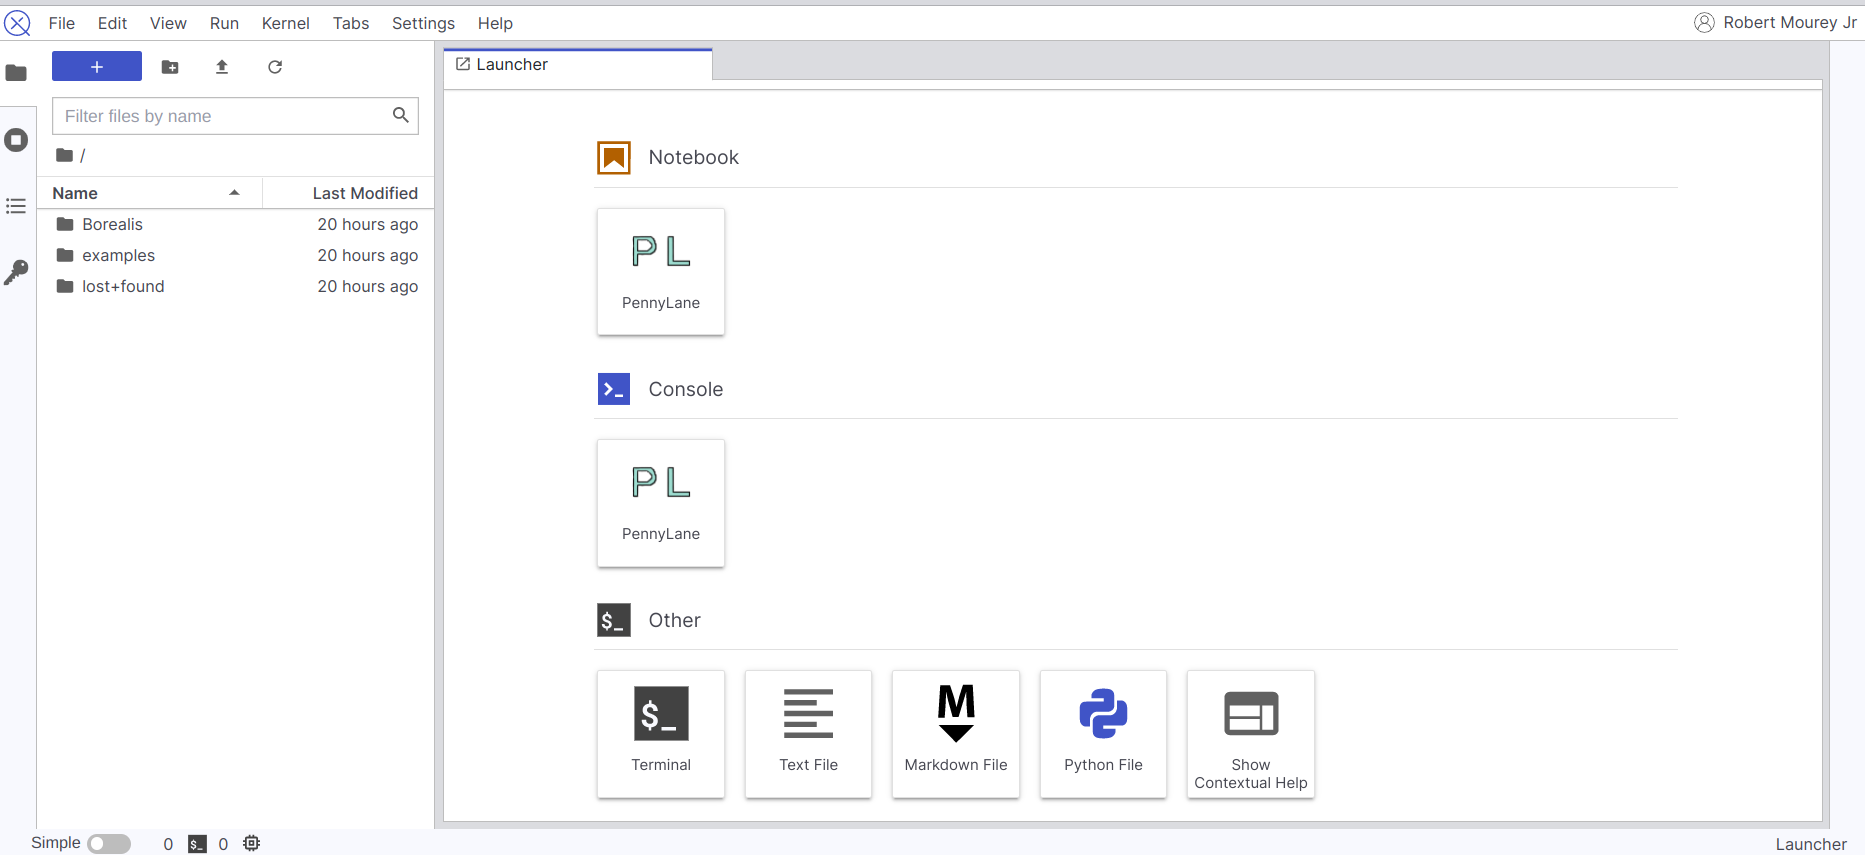 File Edit View Run Kernel Tabs Settings Help Robert Mourey Jr
+
Filter files by name
/
Name Last Modified
Borealis 20 hours ago
examples 20 hours ago
lost+found 20 hours ago
Launcher
Notebook
PL
PennyLane
Console
PL
PennyLane
$_ Other
$_
Terminal
Text File
M
Markdown File
Python File
Show
Contextual Help
Simple 0 $_ 0 Launcher